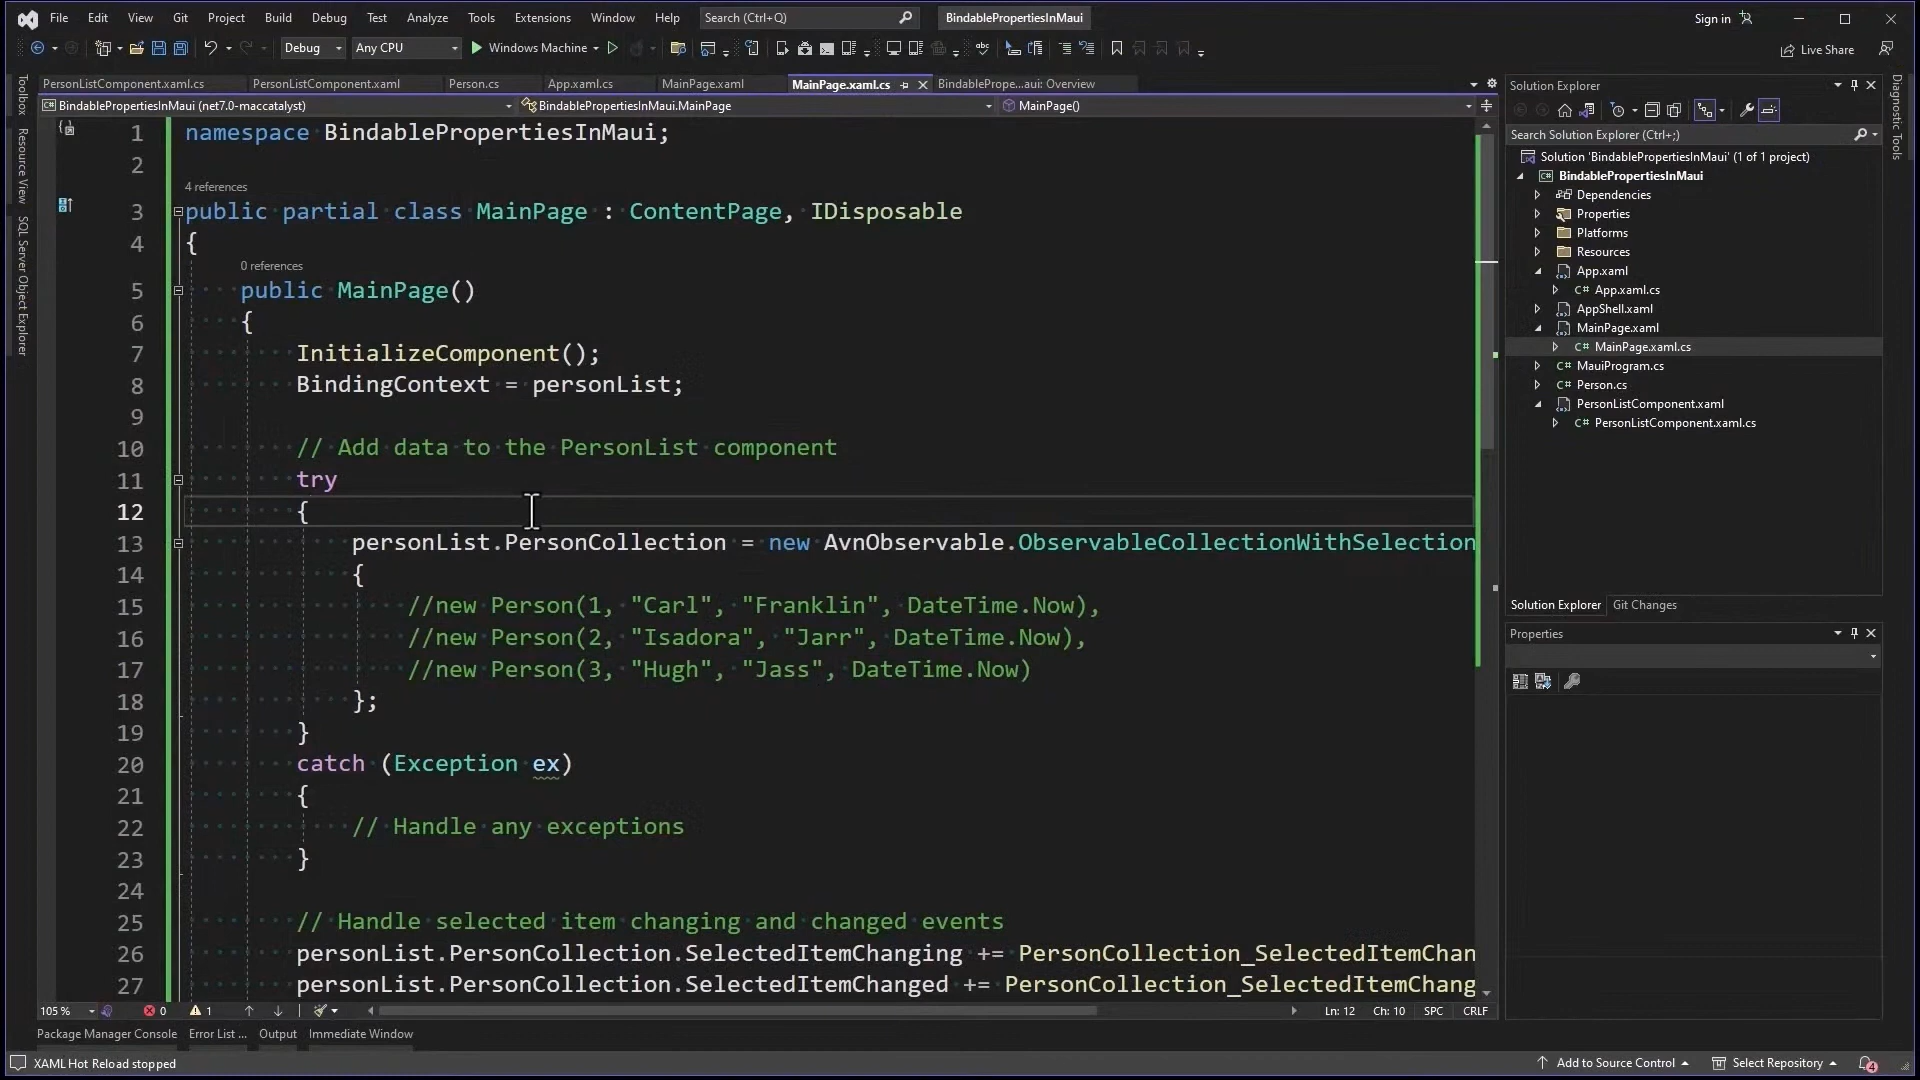 File Edit View Git Project Build Debug Test Analyze Tools Extensions Window Help Search (Ctrl+Q) BindablePropertiesInMaui Sign in
Debug Any CPU Windows Machine Live Share
PersonListComponent.xaml.cs PersonListComponent.xaml Person.cs App.xaml.cs MainPage.xaml MainPage.xaml.cs BindablePrope...aui: Overview
BindablePropertiesInMaui (net7.0-maccatalyst) BindablePropertiesInMaui.MainPage MainPage()
Toolbox
Resource View
SQL Server Object Explorer
1 namespace BindablePropertiesInMaui;
2
4 references
3 public partial class MainPage : ContentPage, IDisposable
4 {
0 references
5 public MainPage()
6 {
7 InitializeComponent();
8 BindingContext = personList;
9
10 // Add data to the PersonList component
11 try
12 {
13 personList.PersonCollection = new AvnObservable.ObservableCollectionWithSelection
14 {
15 //new Person(1, "Carl", "Franklin", DateTime.Now),
16 //new Person(2, "Isadora", "Jarr", DateTime.Now),
17 //new Person(3, "Hugh", "Jass", DateTime.Now)
18 };
19 }
20 catch (Exception ex)
21 {
22 // Handle any exceptions
23 }
24
25 // Handle selected item changing and changed events
26 personList.PersonCollection.SelectedItemChanging += PersonCollection_SelectedItemChan
27 personList.PersonCollection.SelectedItemChanged += PersonCollection_SelectedItemChang
105 % 0 1 Ln: 12 Ch: 10 SPC CRLF
Package Manager Console Error List ... Output Immediate Window
XAML Hot Reload stopped
Add to Source Control Select Repository 4
Solution Explorer
Search Solution Explorer (Ctrl+;)
Solution 'BindablePropertiesInMaui' (1 of 1 project)
BindablePropertiesInMaui
Dependencies
Properties
Platforms
Resources
App.xaml
C# App.xaml.cs
AppShell.xaml
MainPage.xaml
C# MainPage.xaml.cs
C# MauiProgram.cs
C# Person.cs
PersonListComponent.xaml
C# PersonListComponent.xaml.cs
Solution Explorer Git Changes
Properties
Diagnostic Tools